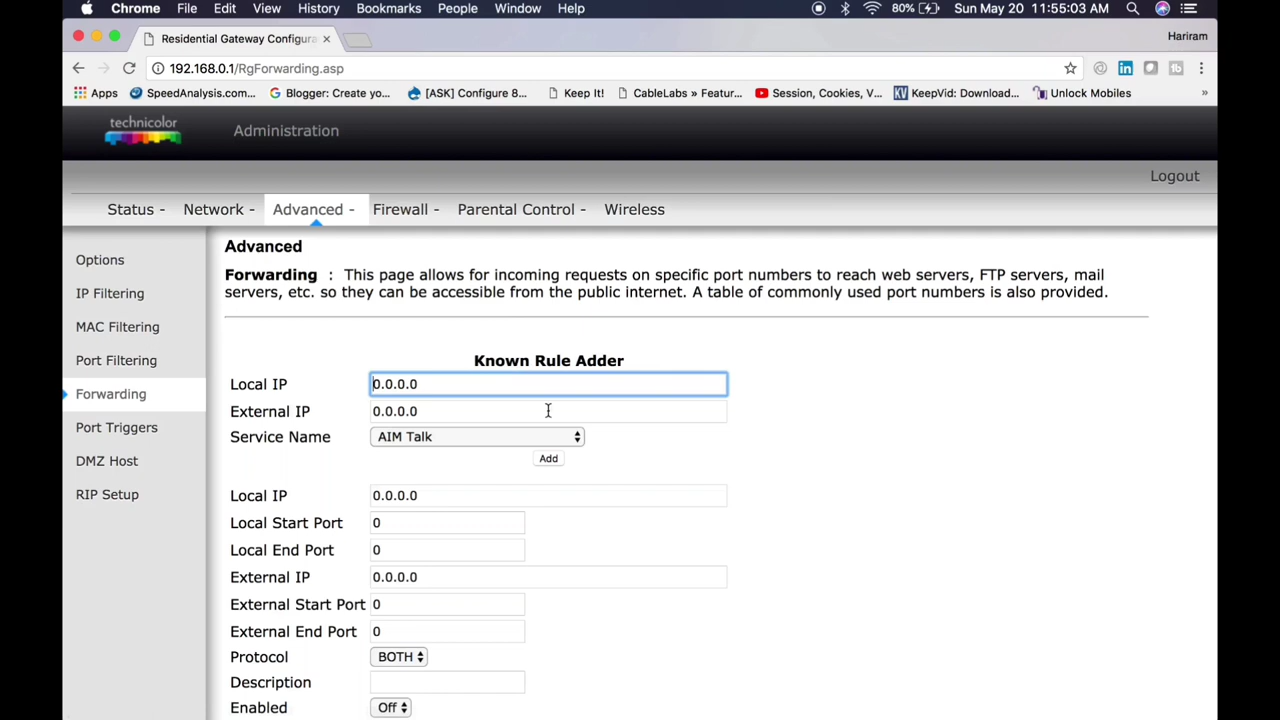 Chrome File Edit View History Bookmarks People Window Help 80% Sun May 20 11:55:03 AM
Residential Gateway Configura ×
Hariram
192.168.0.1/RgForwarding.asp
Apps SpeedAnalysis.com... Blogger: Create yo... [ASK] Configure 8... Keep It! CableLabs » Featur... Session, Cookies, V... KeepVid: Download... Unlock Mobiles »
technicolor
Administration
Logout
Status - Network - Advanced - Firewall - Parental Control - Wireless
Options
IP Filtering
MAC Filtering
Port Filtering
Forwarding
Port Triggers
DMZ Host
RIP Setup
Advanced
Forwarding : This page allows for incoming requests on specific port numbers to reach web servers, FTP servers, mail
servers, etc. so they can be accessible from the public internet. A table of commonly used port numbers is also provided.
Known Rule Adder
Local IP 0.0.0.0
External IP 0.0.0.0
Service Name AIM Talk
Add
Local IP 0.0.0.0
Local Start Port 0
Local End Port 0
External IP 0.0.0.0
External Start Port 0
External End Port 0
Protocol BOTH
Description
Enabled Off